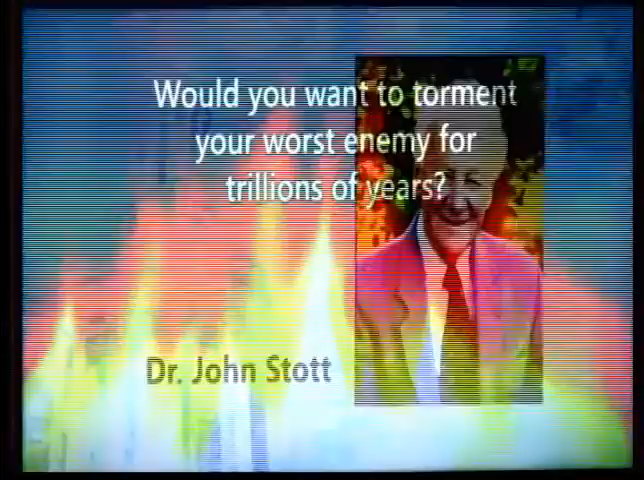 Would you want to torment
your worst enemy for
trillions of years?
Dr. John Stott